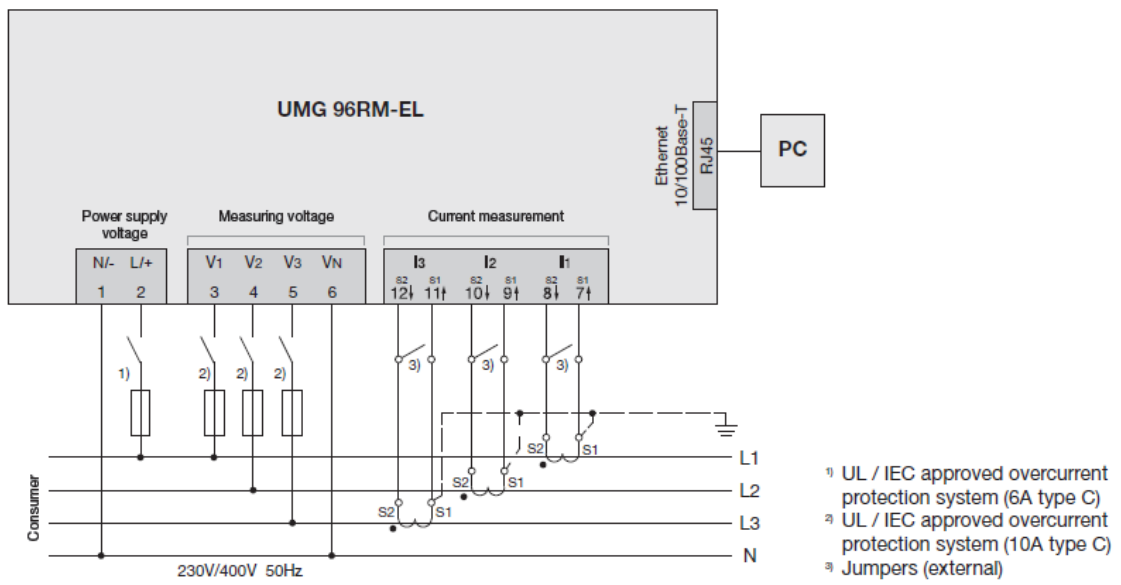 UMG 96RM-EL
Ethernet
10/100Base-T
RJ45
PC
Power supply
voltage
Measuring voltage
Current measurement
N/- L/+
V1 V2 V3 VN
I3 I2 I1
S2 S1 S2 S1 S2 S1
1 2 3 4 5 6 12↓ 11↑ 10↓ 9↑ 8↓ 7↑
3) 3) 3)
1) 2) 2) 2)
S2 S1
L1
S2 S1
L2
S2 S1
L3
N
Consumer
230V/400V 50Hz
1) UL / IEC approved overcurrent
protection system (6A type C)
2) UL / IEC approved overcurrent
protection system (10A type C)
3) Jumpers (external)